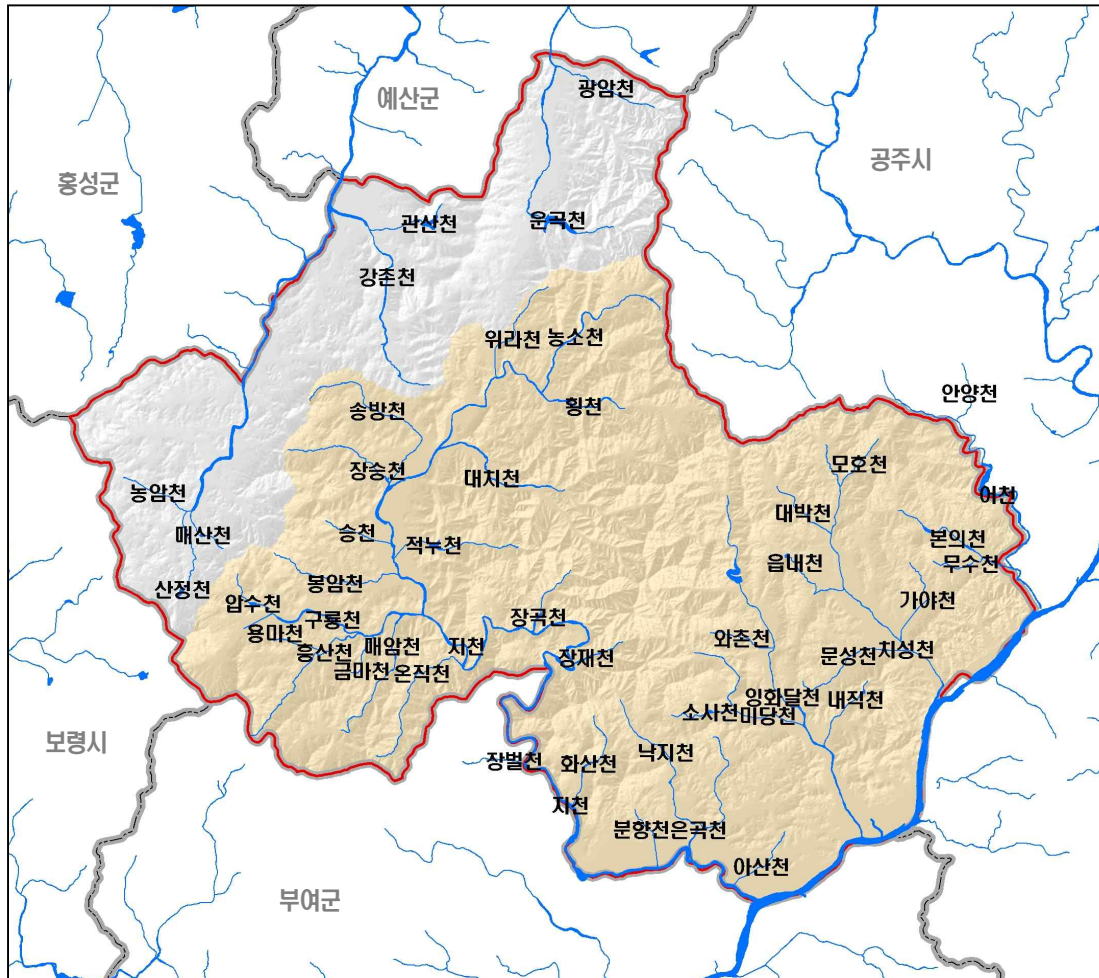 광암천
예산군
공주시
홍성군
관산천
운곡천
강존천
위라천
농소천
안양천
송방천
횡천
장승천
대치천
모호천
농암천
어천
대박천
매산천
승천
적누천
본의천
읍내천
무수천
산정천
봉암천
압수천
가야천
구룡천
장곡천
용마천
흥산천
매암천
지천
와촌천
치성천
금마천
온직천
장재천
문성천
잉화달천
내직천
소사천
미당천
보령시
낙지천
장벌천
화산천
지천
분향천
은곡천
아산천
부여군